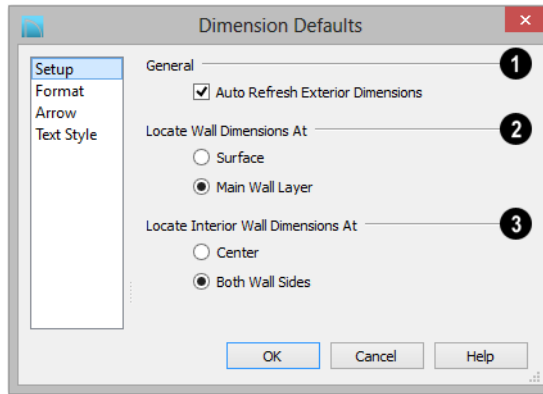 Dimension Defaults
Setup
Format
Arrow
Text Style
General
1
Auto Refresh Exterior Dimensions
Locate Wall Dimensions At
2
Surface
Main Wall Layer
Locate Interior Wall Dimensions At
3
Center
Both Wall Sides
OK
Cancel
Help